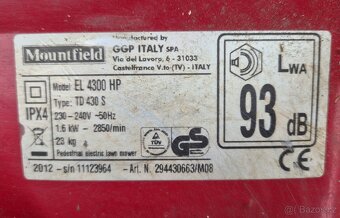 Mountfield
Manufactured by
GGP ITALY SPA
Via del Lavoro, 6 - 31033
Castelfranco V.to (TV) - ITALY
Model EL 4300 HP
Type: TD 430 S
IPX4
230-240V ~50Hz
1.6 kW - 2850/min
23 kg
Pedestrian electric lawn mower
TÜV
GS
2012 - s/n 11123964 - Art. N. 294430663/M08
LWA
93 dB
CE